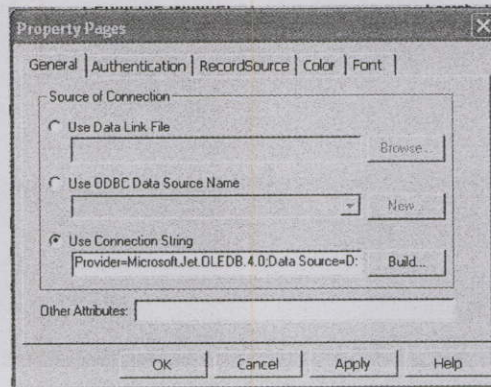 Property Pages
General Authentication RecordSource Color Font
Source of Connection
Use Data Link File
Browse...
Use ODBC Data Source Name
New...
Use Connection String
Provider=Microsoft.Jet.OLEDB.4.0;Data Source=D:
Build...
Other Attributes:
OK Cancel Apply Help